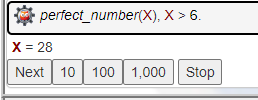 perfect_number(X), X > 6.
X = 28
Next 10 100 1,000 Stop